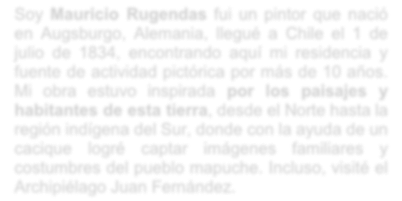 Soy Mauricio Rugendas fui un pintor que nació
en Augsburgo, Alemania, llegué a Chile el 1 de
julio de 1834, encontrando aquí mi residencia y
fuente de actividad pictórica por más de 10 años.
Mi obra estuvo inspirada por los paisajes y
habitantes de esta tierra, desde el Norte hasta la
región indígena del Sur, donde con la ayuda de un
cacique logré captar imágenes familiares y
costumbres del pueblo mapuche. Incluso, visité el
Archipiélago Juan Fernández.